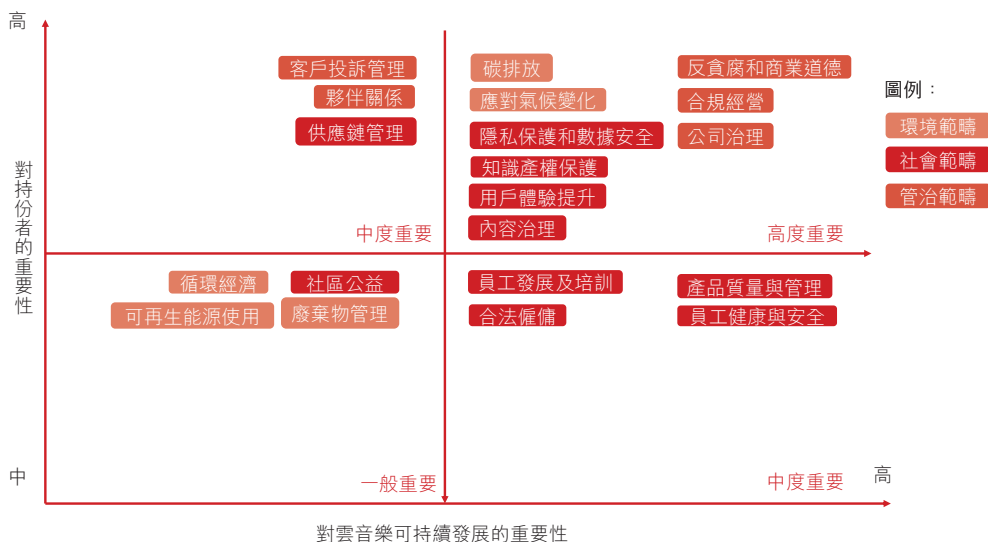 高
客戶投訴管理
夥伴關係
供應鏈管理
碳排放
應對氣候變化
隱私保護和數據安全
知識產權保護
用戶體驗提升
內容治理
反貪腐和商業道德
合規經營
公司治理
圖例：
環境範疇
社會範疇
管治範疇
對持份者的重要性
中度重要
高度重要
循環經濟
社區公益
可再生能源使用
廢棄物管理
員工發展及培訓
合法僱傭
產品質量與管理
員工健康與安全
中
一般重要
中度重要
高
對雲音樂可持續發展的重要性